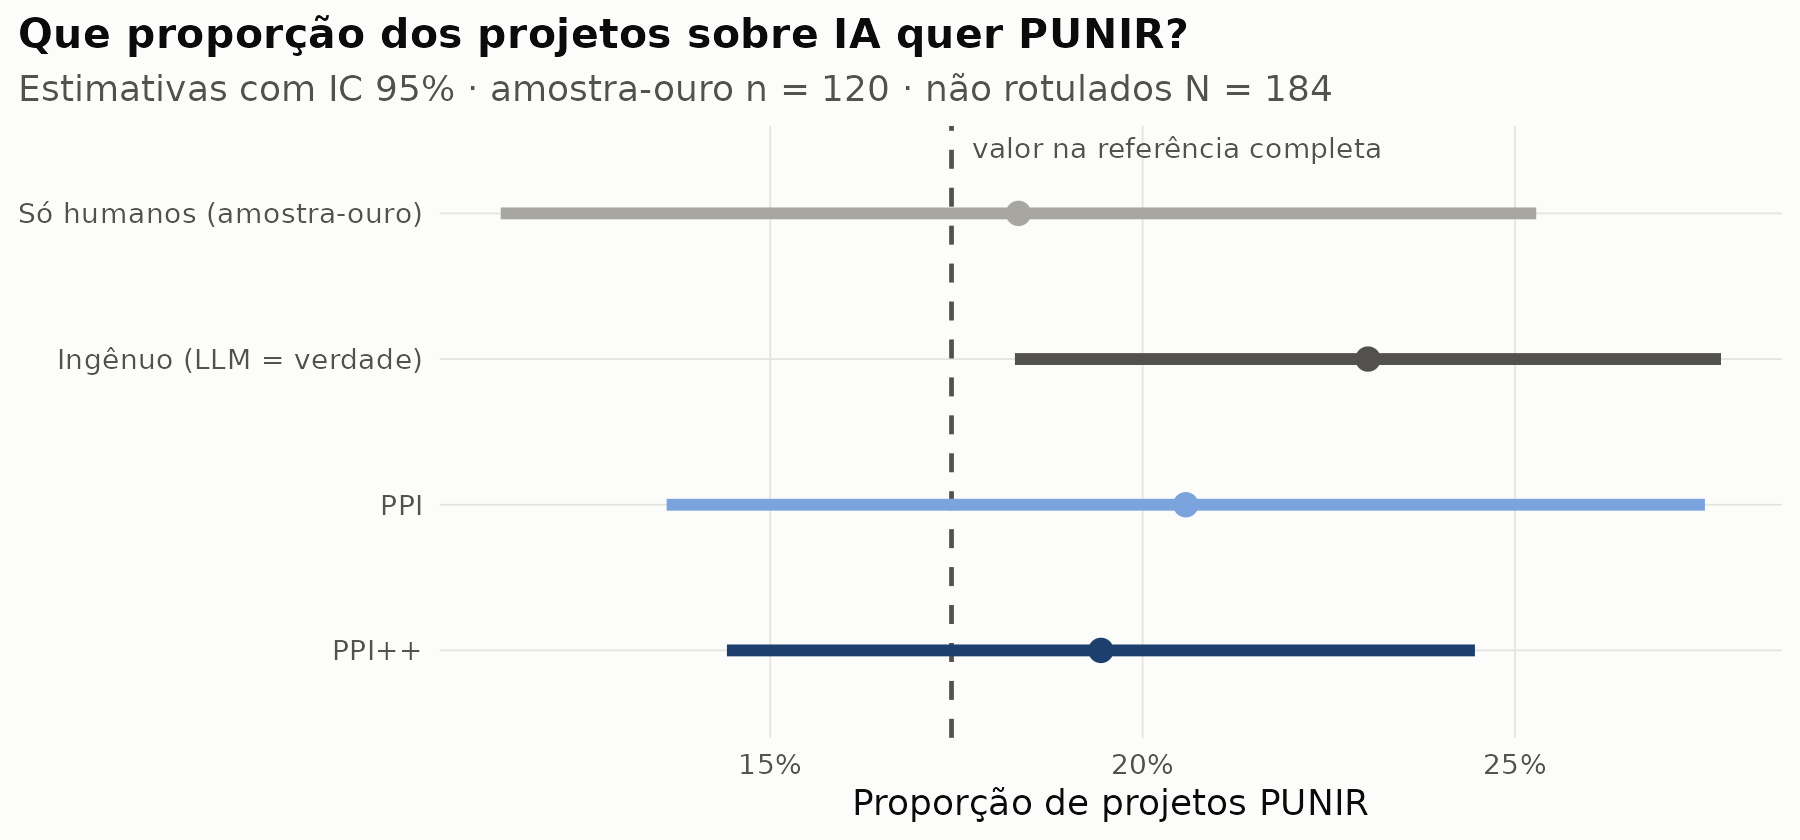 Que proporção dos projetos sobre IA quer PUNIR?
Estimativas com IC 95% · amostra-ouro n = 120 · não rotulados N = 184
valor na referência completa
Só humanos (amostra-ouro)
Ingênuo (LLM = verdade)
PPI
PPI++
15%
20%
25%
Proporção de projetos PUNIR